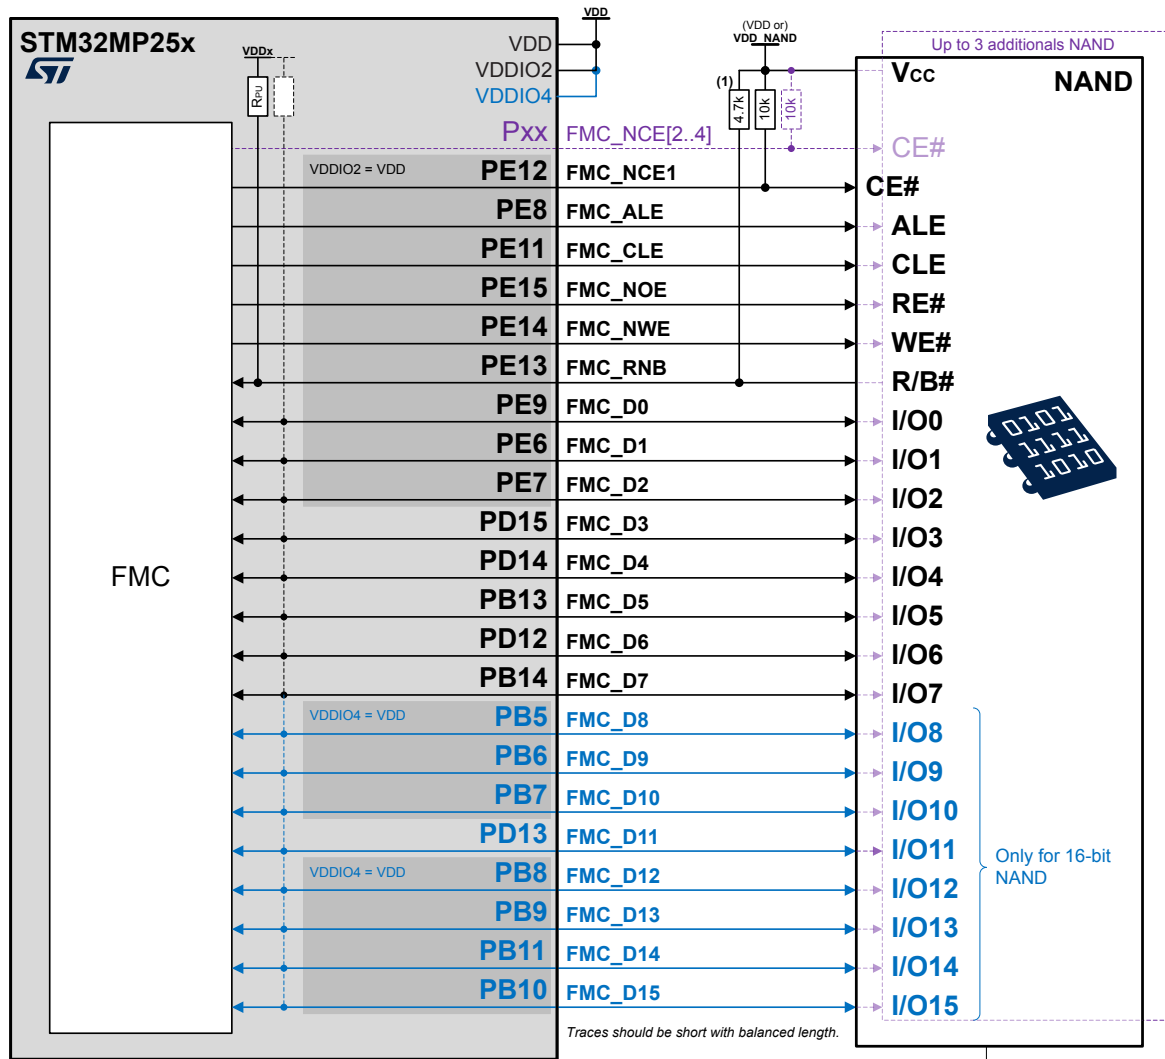 VDD
STM32MP25x
(VDD or)
VDD_NAND
Up to 3 additionals NAND
VDD
VDDx
VDDIO2
VDDIO4
RPU
(1)
4.7k
10k
10k
VCC
NAND
Pxx FMC_NCE[2..4]
CE#
VDDIO2 = VDD
PE12 FMC_NCE1 CE#
PE8 FMC_ALE ALE
PE11 FMC_CLE CLE
PE15 FMC_NOE RE#
PE14 FMC_NWE WE#
PE13 FMC_RNB R/B#
PE9 FMC_D0 I/O0
0101
1111
1010
PE6 FMC_D1 I/O1
PE7 FMC_D2 I/O2
PD15 FMC_D3 I/O3
FMC
PD14 FMC_D4 I/O4
PB13 FMC_D5 I/O5
PD12 FMC_D6 I/O6
PB14 FMC_D7 I/O7
VDDIO4 = VDD
PB5 FMC_D8 I/O8
PB6 FMC_D9 I/O9
PB7 FMC_D10 I/O10
PD13 FMC_D11 I/O11
Only for 16-bit
NAND
VDDIO4 = VDD
PB8 FMC_D12 I/O12
PB9 FMC_D13 I/O13
PB11 FMC_D14 I/O14
PB10 FMC_D15 I/O15
Traces should be short with balanced length.